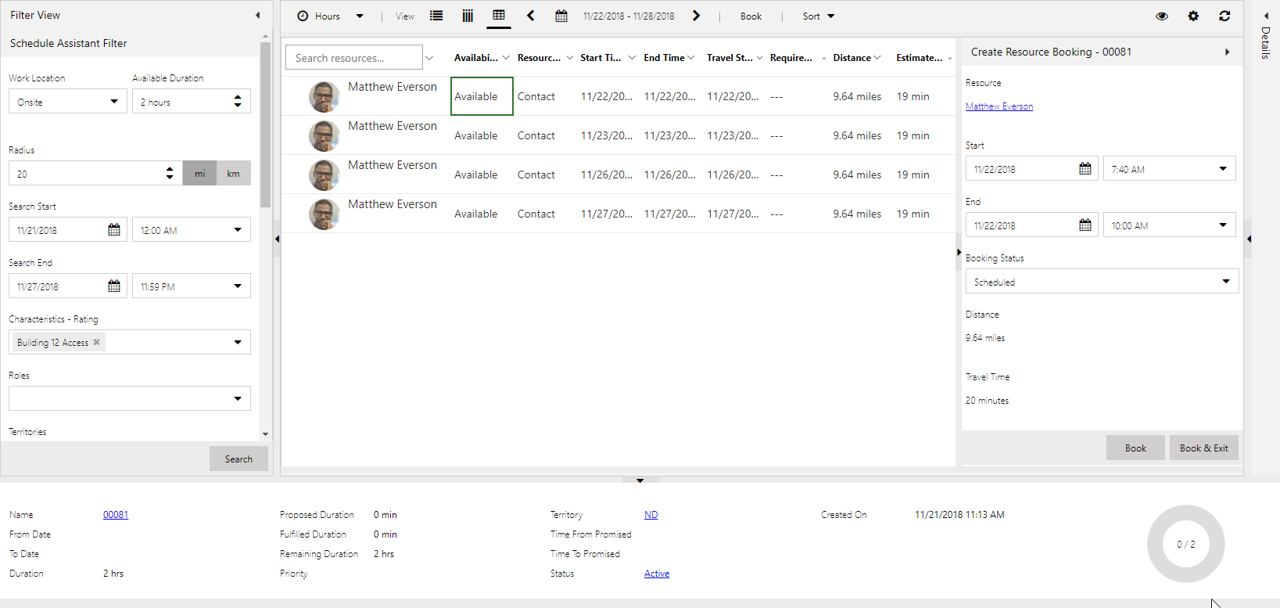 Filter View
Schedule Assistant Filter
Work Location Available Duration
Onsite 2 hours
Radius
20 mi km
Search Start
11/21/2018 12:00 AM
Search End
11/27/2018 11:59 PM
Characteristics - Rating
Building 12 Access ✖
Roles
Territories
Search
Hours | View 11/22/2018 - 11/28/2018 | Book | Sort
Search resources... Availabi... Resourc... Start Ti... End Time Travel St... Require... Distance Estimate...
Matthew Everson Available Contact 11/22/20... 11/22/20... 11/22/20... --- 9.64 miles 19 min
Matthew Everson Available Contact 11/23/20... 11/23/20... 11/23/20... --- 9.64 miles 19 min
Matthew Everson Available Contact 11/26/20... 11/26/20... 11/26/20... --- 9.64 miles 19 min
Matthew Everson Available Contact 11/27/20... 11/27/20... 11/27/20... --- 9.64 miles 19 min
Create Resource Booking - 00081
Resource
Matthew Everson
Start
11/22/2018 7:40 AM
End
11/22/2018 10:00 AM
Booking Status
Scheduled
Distance
9.64 miles
Travel Time
20 minutes
Book Book & Exit
Details
Name 00081 Proposed Duration 0 min Territory ND Created On 11/21/2018 11:13 AM
From Date Fulfilled Duration 0 min Time From Promised
To Date Remaining Duration 2 hrs Time To Promised
Duration 2 hrs Priority Status Active
0 / 2